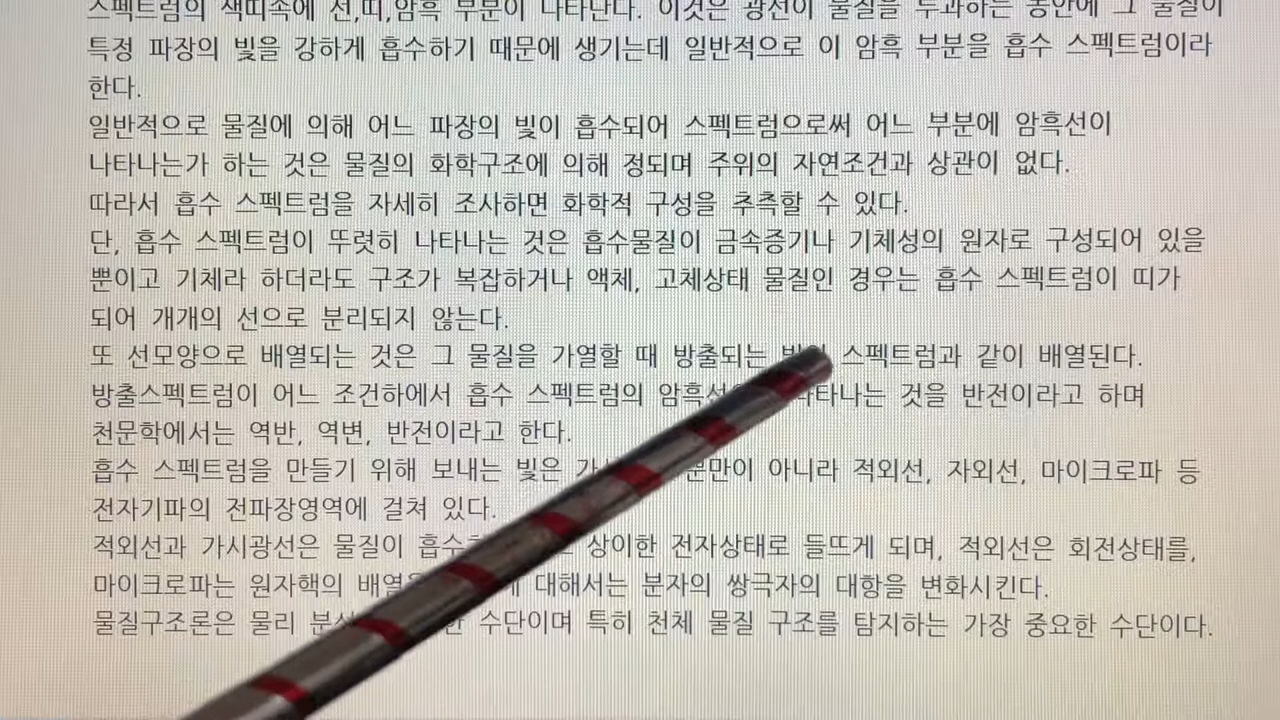 스펙트럼의 색띠속에 선,띠,암흑 부분이 나타난다. 이것은 광선이 물질을 투과하는 동안에 그 물질이
특정 파장의 빛을 강하게 흡수하기 때문에 생기는데 일반적으로 이 암흑 부분을 흡수 스펙트럼이라
한다.
일반적으로 물질에 의해 어느 파장의 빛이 흡수되어 스펙트럼으로써 어느 부분에 암흑선이
나타나는가 하는 것은 물질의 화학구조에 의해 정되며 주위의 자연조건과 상관이 없다.
따라서 흡수 스펙트럼을 자세히 조사하면 화학적 구성을 추측할 수 있다.
단, 흡수 스펙트럼이 뚜렷히 나타나는 것은 흡수물질이 금속증기나 기체성의 원자로 구성되어 있을
뿐이고 기체라 하더라도 구조가 복잡하거나 액체, 고체상태 물질인 경우는 흡수 스펙트럼이 띠가
되어 개개의 선으로 분리되지 않는다.
또 선모양으로 배열되는 것은 그 물질을 가열할 때 방출되는 스펙트럼과 같이 배열된다.
방출스펙트럼이 어느 조건하에서 흡수 스펙트럼의 것을 반전이라고 하며
천문학에서는 역반, 역변, 반전이라고 한다.
흡수 스펙트럼을 만들기 위해 보내는 빛은 아니라 적외선, 자외선, 마이크로파 등
전자기파의 전파장영역에 걸쳐 있다.
적외선과 가시광선은 물질이 상이한 전자상태로 들뜨게 되며, 적외선은 회전상태를,
마이크로파는 원자핵의 대해서는 분자의 쌍극자의 대항을 변화시킨다.
물질구조론은 물리 수단이며 특히 천체 물질 구조를 탐지하는 가장 중요한 수단이다.